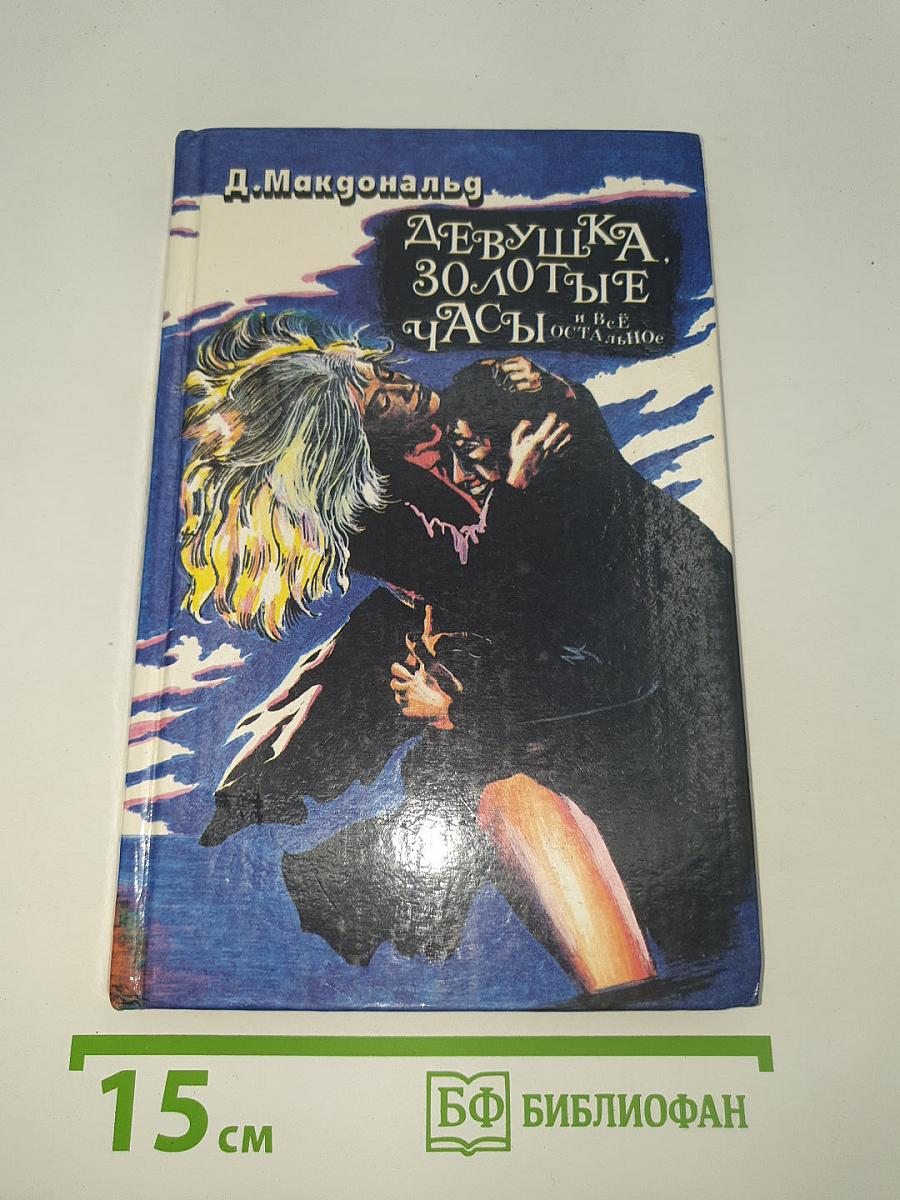 Д.Макдональд
ДЕВУШКА,
ЗОЛОТЫЕ
ЧАСЫ и ВсЁ
ОСТАльНОе
15 см
БФ БИБЛИОФАН